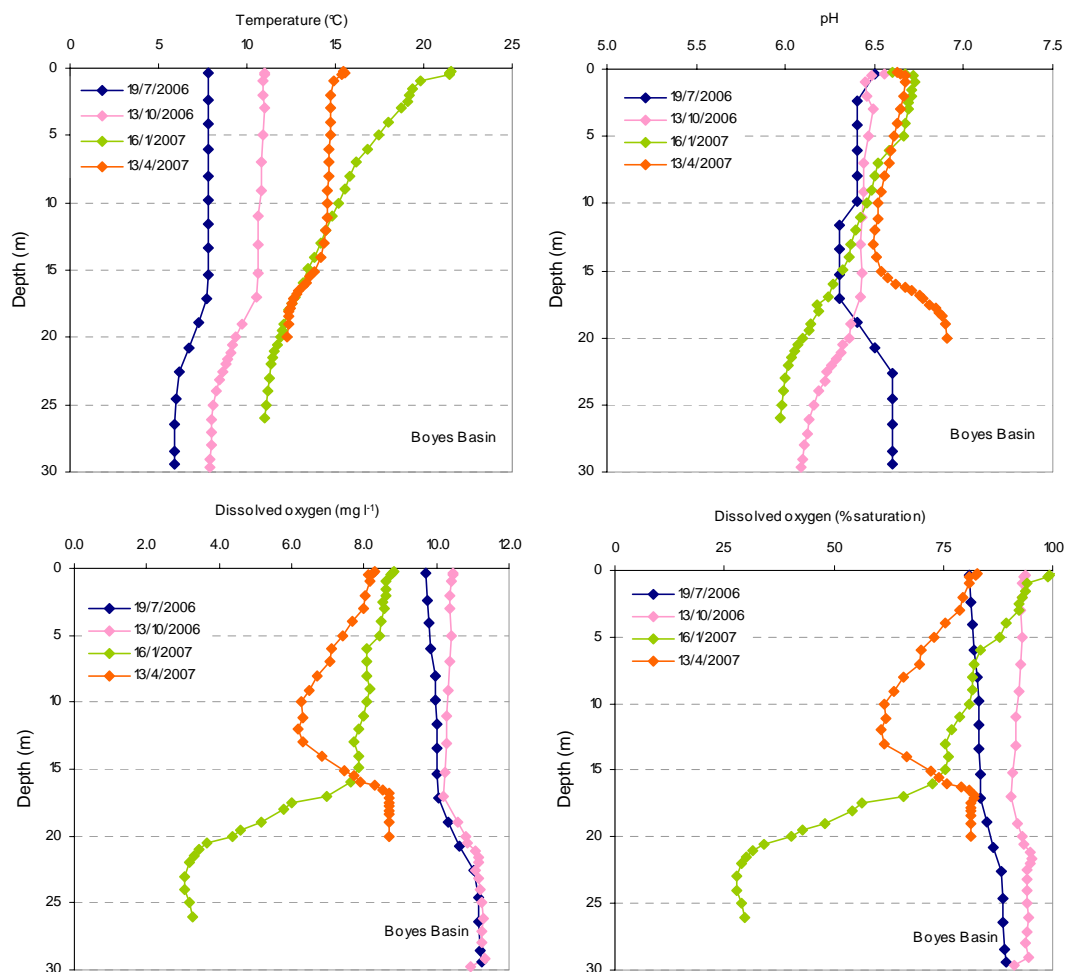 Temperature (°C)
0 5 10 15 20 25
0
5
10
15
20
25
30
Depth (m)
19/7/2006
13/10/2006
16/1/2007
13/4/2007
Boyes Basin
pH
5.0 5.5 6.0 6.5 7.0 7.5
0
5
10
15
20
25
30
Depth (m)
19/7/2006
13/10/2006
16/1/2007
13/4/2007
Boyes Basin
Dissolved oxygen (mg l⁻¹)
0.0 2.0 4.0 6.0 8.0 10.0 12.0
0
5
10
15
20
25
30
Depth (m)
19/7/2006
13/10/2006
16/1/2007
13/4/2007
Boyes Basin
Dissolved oxygen (% saturation)
0 25 50 75 100
0
5
10
15
20
25
30
Depth (m)
19/7/2006
13/10/2006
16/1/2007
13/4/2007
Boyes Basin